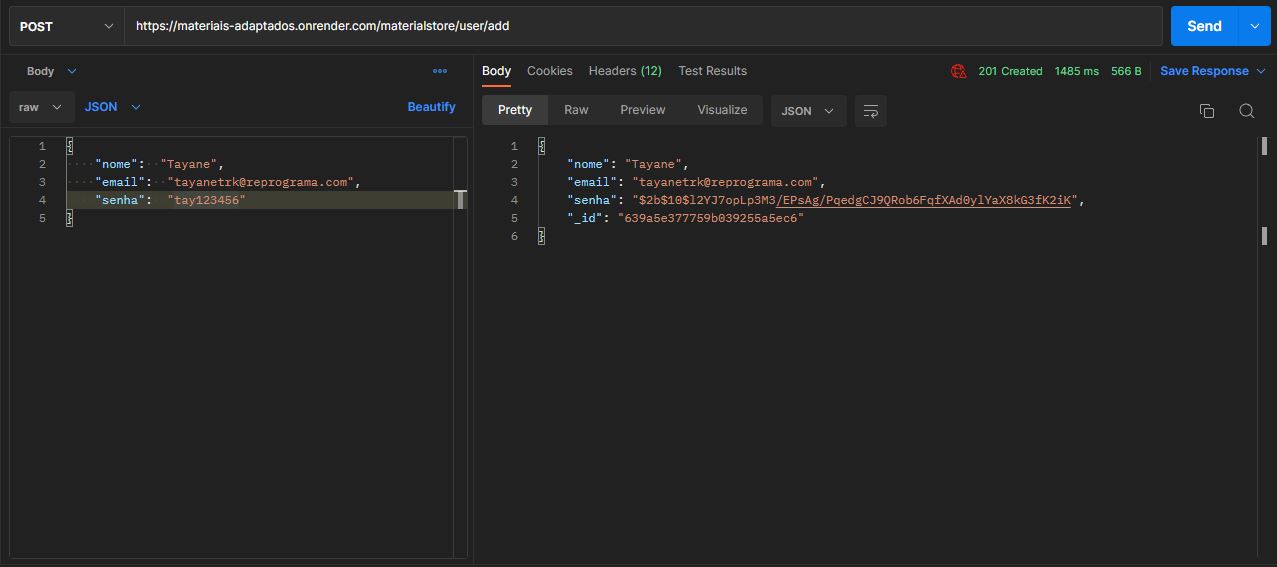 POST https://materiais-adaptados.onrender.com/materialstore/user/add Send
Body
raw JSON Beautify
1 {
2 "nome": "Tayane",
3 "email": "tayanetrk@reprograma.com",
4 "senha": "tay123456"
5 }
Body Cookies Headers (12) Test Results 201 Created 1485 ms 566 B Save Response
Pretty Raw Preview Visualize JSON
1 {
2 "nome": "Tayane",
3 "email": "tayanetrk@reprograma.com",
4 "senha": "$2b$10$l2YJ7opLp3M3/EPsAg/PqedgCJ9QRob6FqfXAd0ylYaX8kG3fK2iK",
5 "_id": "639a5e377759b039255a5ec6"
6 }